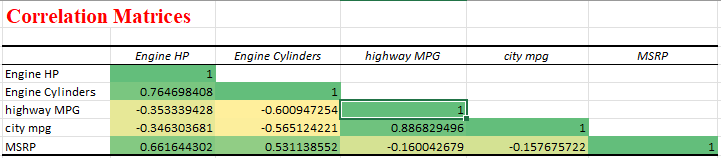 Correlation Matrices
Engine HP Engine Cylinders highway MPG city mpg MSRP
Engine HP 1
Engine Cylinders 0.764698408 1
highway MPG -0.353339428 -0.600947254 1
city mpg -0.346303681 -0.565124221 0.886829496 1
MSRP 0.661644302 0.531138552 -0.160042679 -0.157675722 1